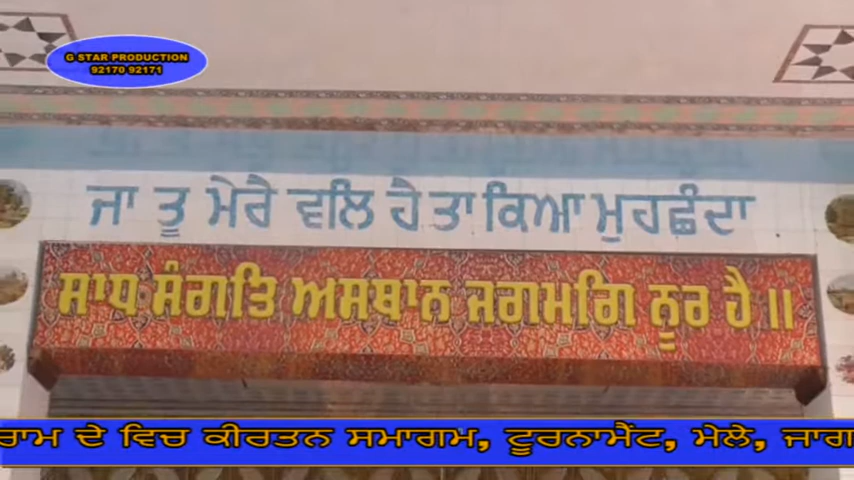 G STAR PRODUCTION
92170 92171
ਜਾ ਤੂ ਮੇਰੈ ਵਲਿ ਹੈ ਤਾ ਕਿਆ ਮੁਹਛੰਦਾ
ਸਾਧ ਸੰਗਤਿ ਅਸਥਾਨ ਜਗਮਗ ਨੂਰ ਹੈ ॥
ਰਾਮ ਦੇ ਵਿਚ ਕੀਰਤਨ ਸਮਾਗਮ, ਟੂਰਨਾਮੈਂਟ, ਮੇਲੇ, ਜਾਗ